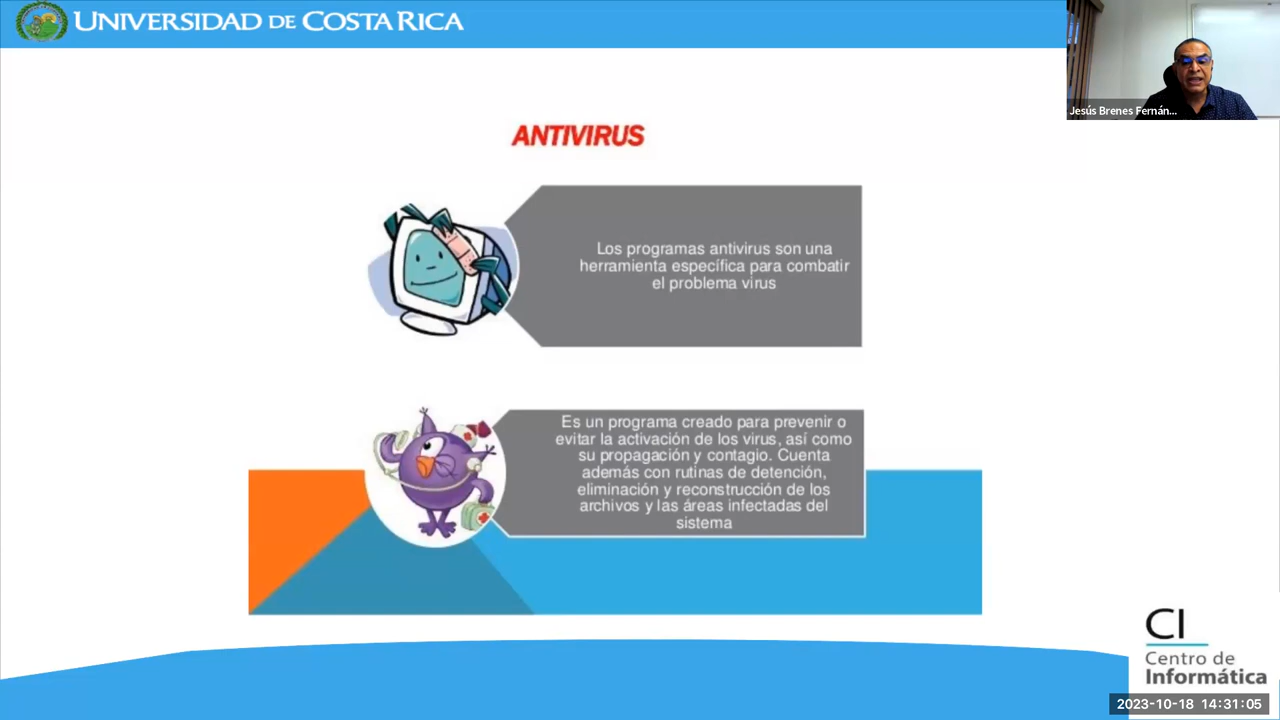 UNIVERSIDAD DE COSTA RICA
Jesús Brenes Fernán...
ANTIVIRUS
Los programas antivirus son una
herramienta específica para combatir
el problema virus
Es un programa creado para prevenir o
evitar la activación de los virus, así como
su propagación y contagio. Cuenta
además con rutinas de detención,
eliminación y reconstrucción de los
archivos y las áreas infectadas del
sistema
CI
Centro de
Informática
2023-10-18 14:31:05